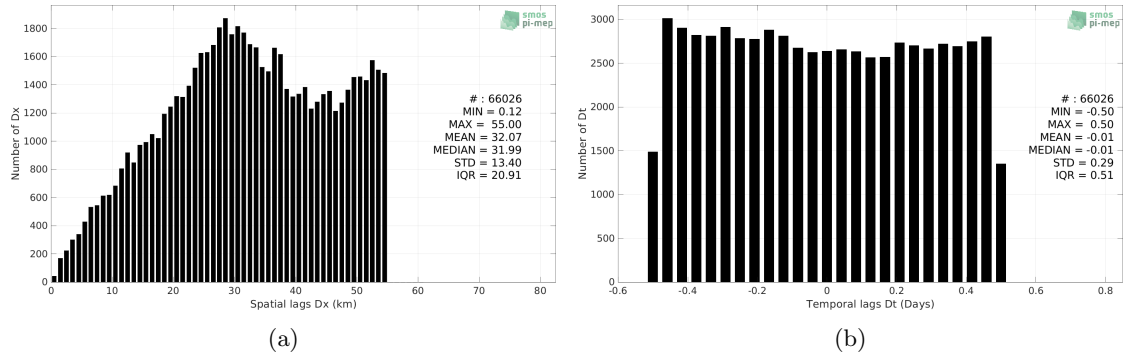 smos
pi-mep
1800
1600
1400
1200
1000
800
600
400
200
0
Number of Dx
# : 66026
MIN = 0.12
MAX = 55.00
MEAN = 32.07
MEDIAN = 31.99
STD = 13.40
IQR = 20.91
0 10 20 30 40 50 60 70 80
Spatial lags Dx (km)
(a)
smos
pi-mep
3000
2500
2000
1500
1000
500
0
Number of Dt
# : 66026
MIN = -0.50
MAX = 0.50
MEAN = -0.01
MEDIAN = -0.01
STD = 0.29
IQR = 0.51
-0.6 -0.4 -0.2 0 0.2 0.4 0.6 0.8
Temporal lags Dt (Days)
(b)